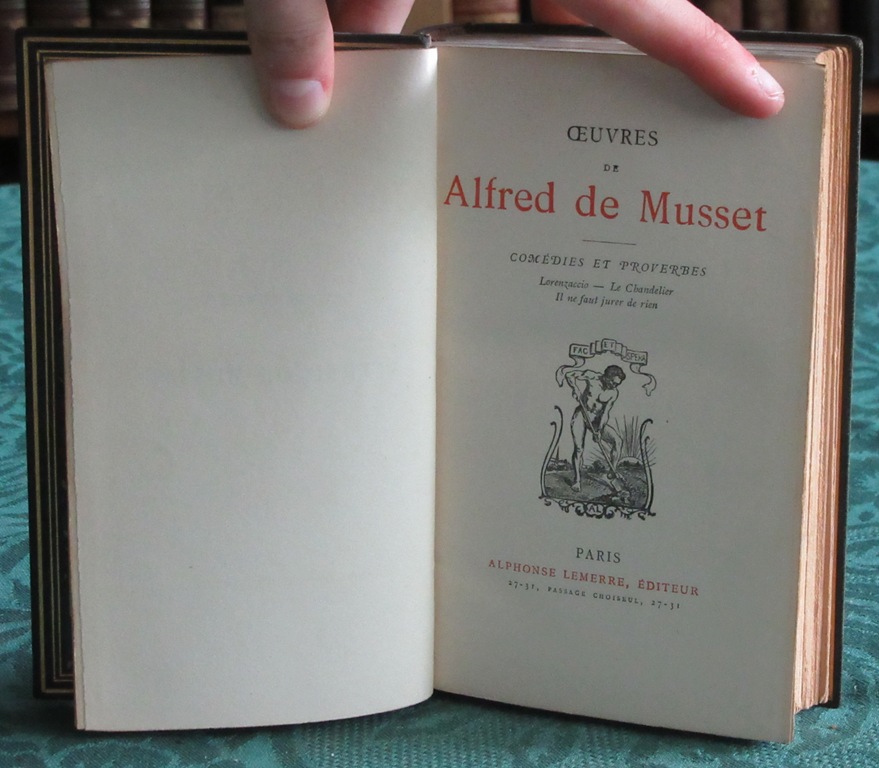 ŒUVRES
DE
Alfred de Musset
COMÉDIES ET PROVERBES
Lorenzaccio — Le Chandelier
Il ne faut jurer de rien
FAC ET SPERA
AL
PARIS
ALPHONSE LEMERRE, ÉDITEUR
27-31, PASSAGE CHOISEUL, 27-31